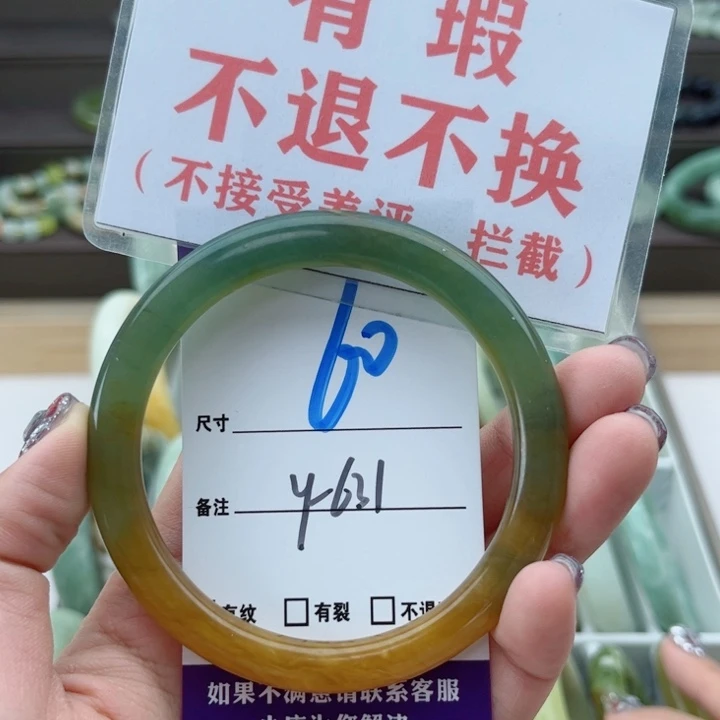 有瑕
不退不换
(不接受差评 拦截)
60
尺寸
备注 y-631
有纹 □有裂 □不退
如果不满意请联系客服